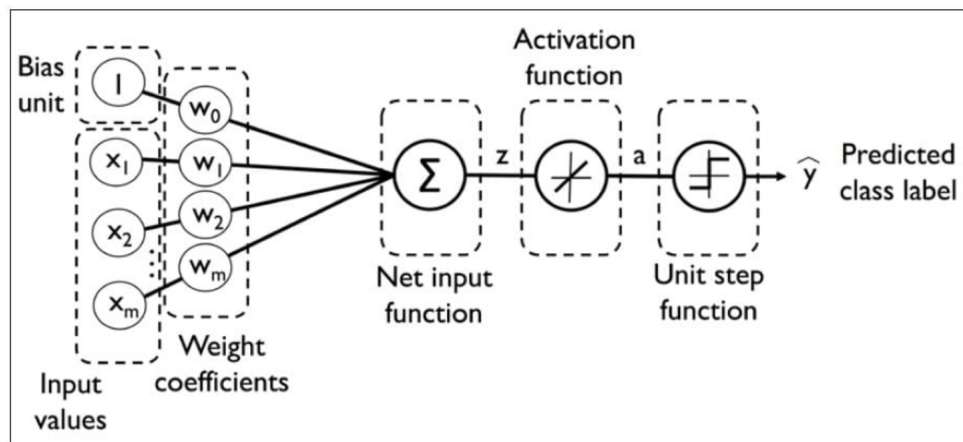 Activation
function
Bias
unit
1
w0
x1
w1
x2
w2
⋮
xm
wm
Σ
z
a
ŷ
Predicted
class label
Net input
function
Unit step
function
Weight
coefficients
Input
values